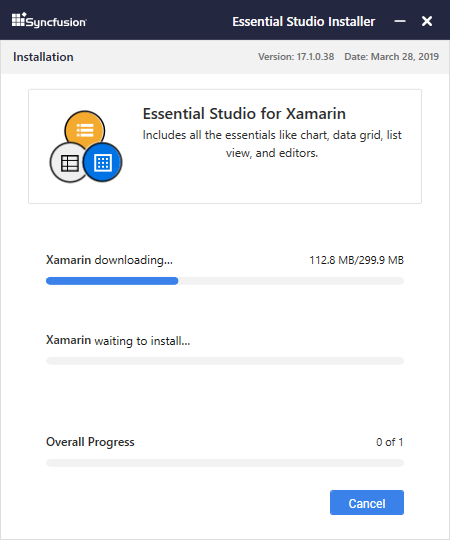 Syncfusion Essential Studio Installer
Installation Version: 17.1.0.38 Date: March 28, 2019
Essential Studio for Xamarin
Includes all the essentials like chart, data grid, list
view, and editors.
Xamarin downloading... 112.8 MB/299.9 MB
Xamarin waiting to install...
Overall Progress 0 of 1
Cancel